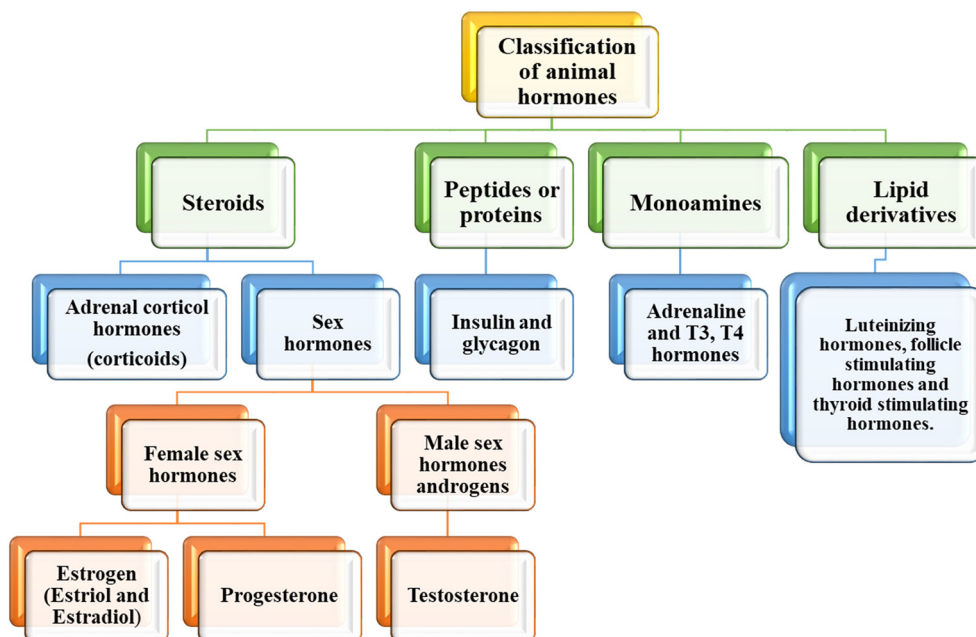 Classification
of animal
hormones
Steroids
Peptides or
proteins
Monoamines
Lipid
derivatives
Adrenal corticol
hormones
(corticoids)
Sex
hormones
Insulin and
glycagon
Adrenaline
and T3, T4
hormones
Luteinizing
hormones, follicle
stimulating
hormones and
thyroid stimulating
hormones.
Female sex
hormones
Male sex
hormones
androgens
Estrogen
(Estriol and
Estradiol)
Progesterone
Testosterone